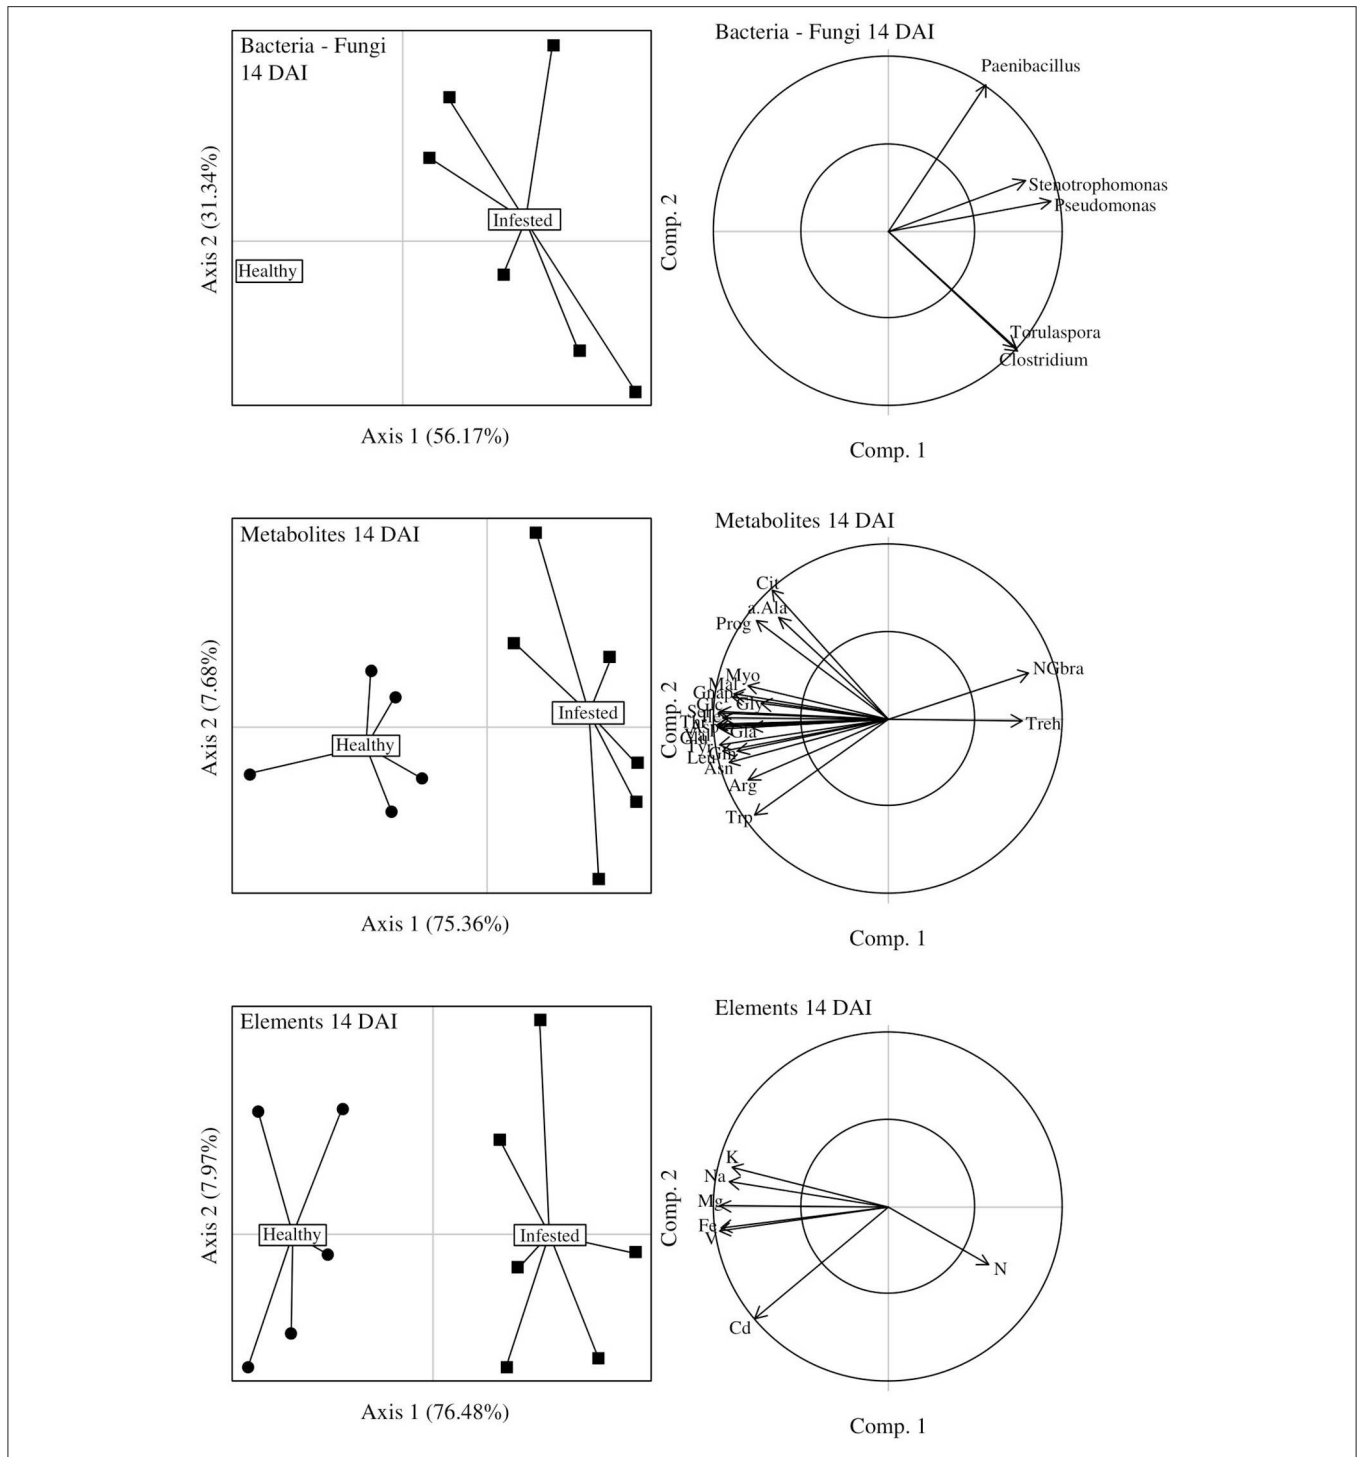 Bacteria - Fungi
14 DAI
Infested
Healthy
Axis 2 (31.34%)
Axis 1 (56.17%)
Bacteria - Fungi 14 DAI
Paenibacillus
Stenotrophomonas
Pseudomonas
Torulaspora
Clostridium
Comp. 2
Comp. 1
Metabolites 14 DAI
Infested
Healthy
Axis 2 (7.68%)
Axis 1 (75.36%)
Metabolites 14 DAI
Cit
a.Ala
Prog
NGbra
Myo
Mal
Gly
Treh
Gla
Tyr
Leu
Asn
Arg
Trp
Comp. 2
Comp. 1
Elements 14 DAI
Healthy
Infested
Axis 2 (7.97%)
Axis 1 (76.48%)
Elements 14 DAI
K
Na
Mg
Fe
V
N
Cd
Comp. 2
Comp. 1